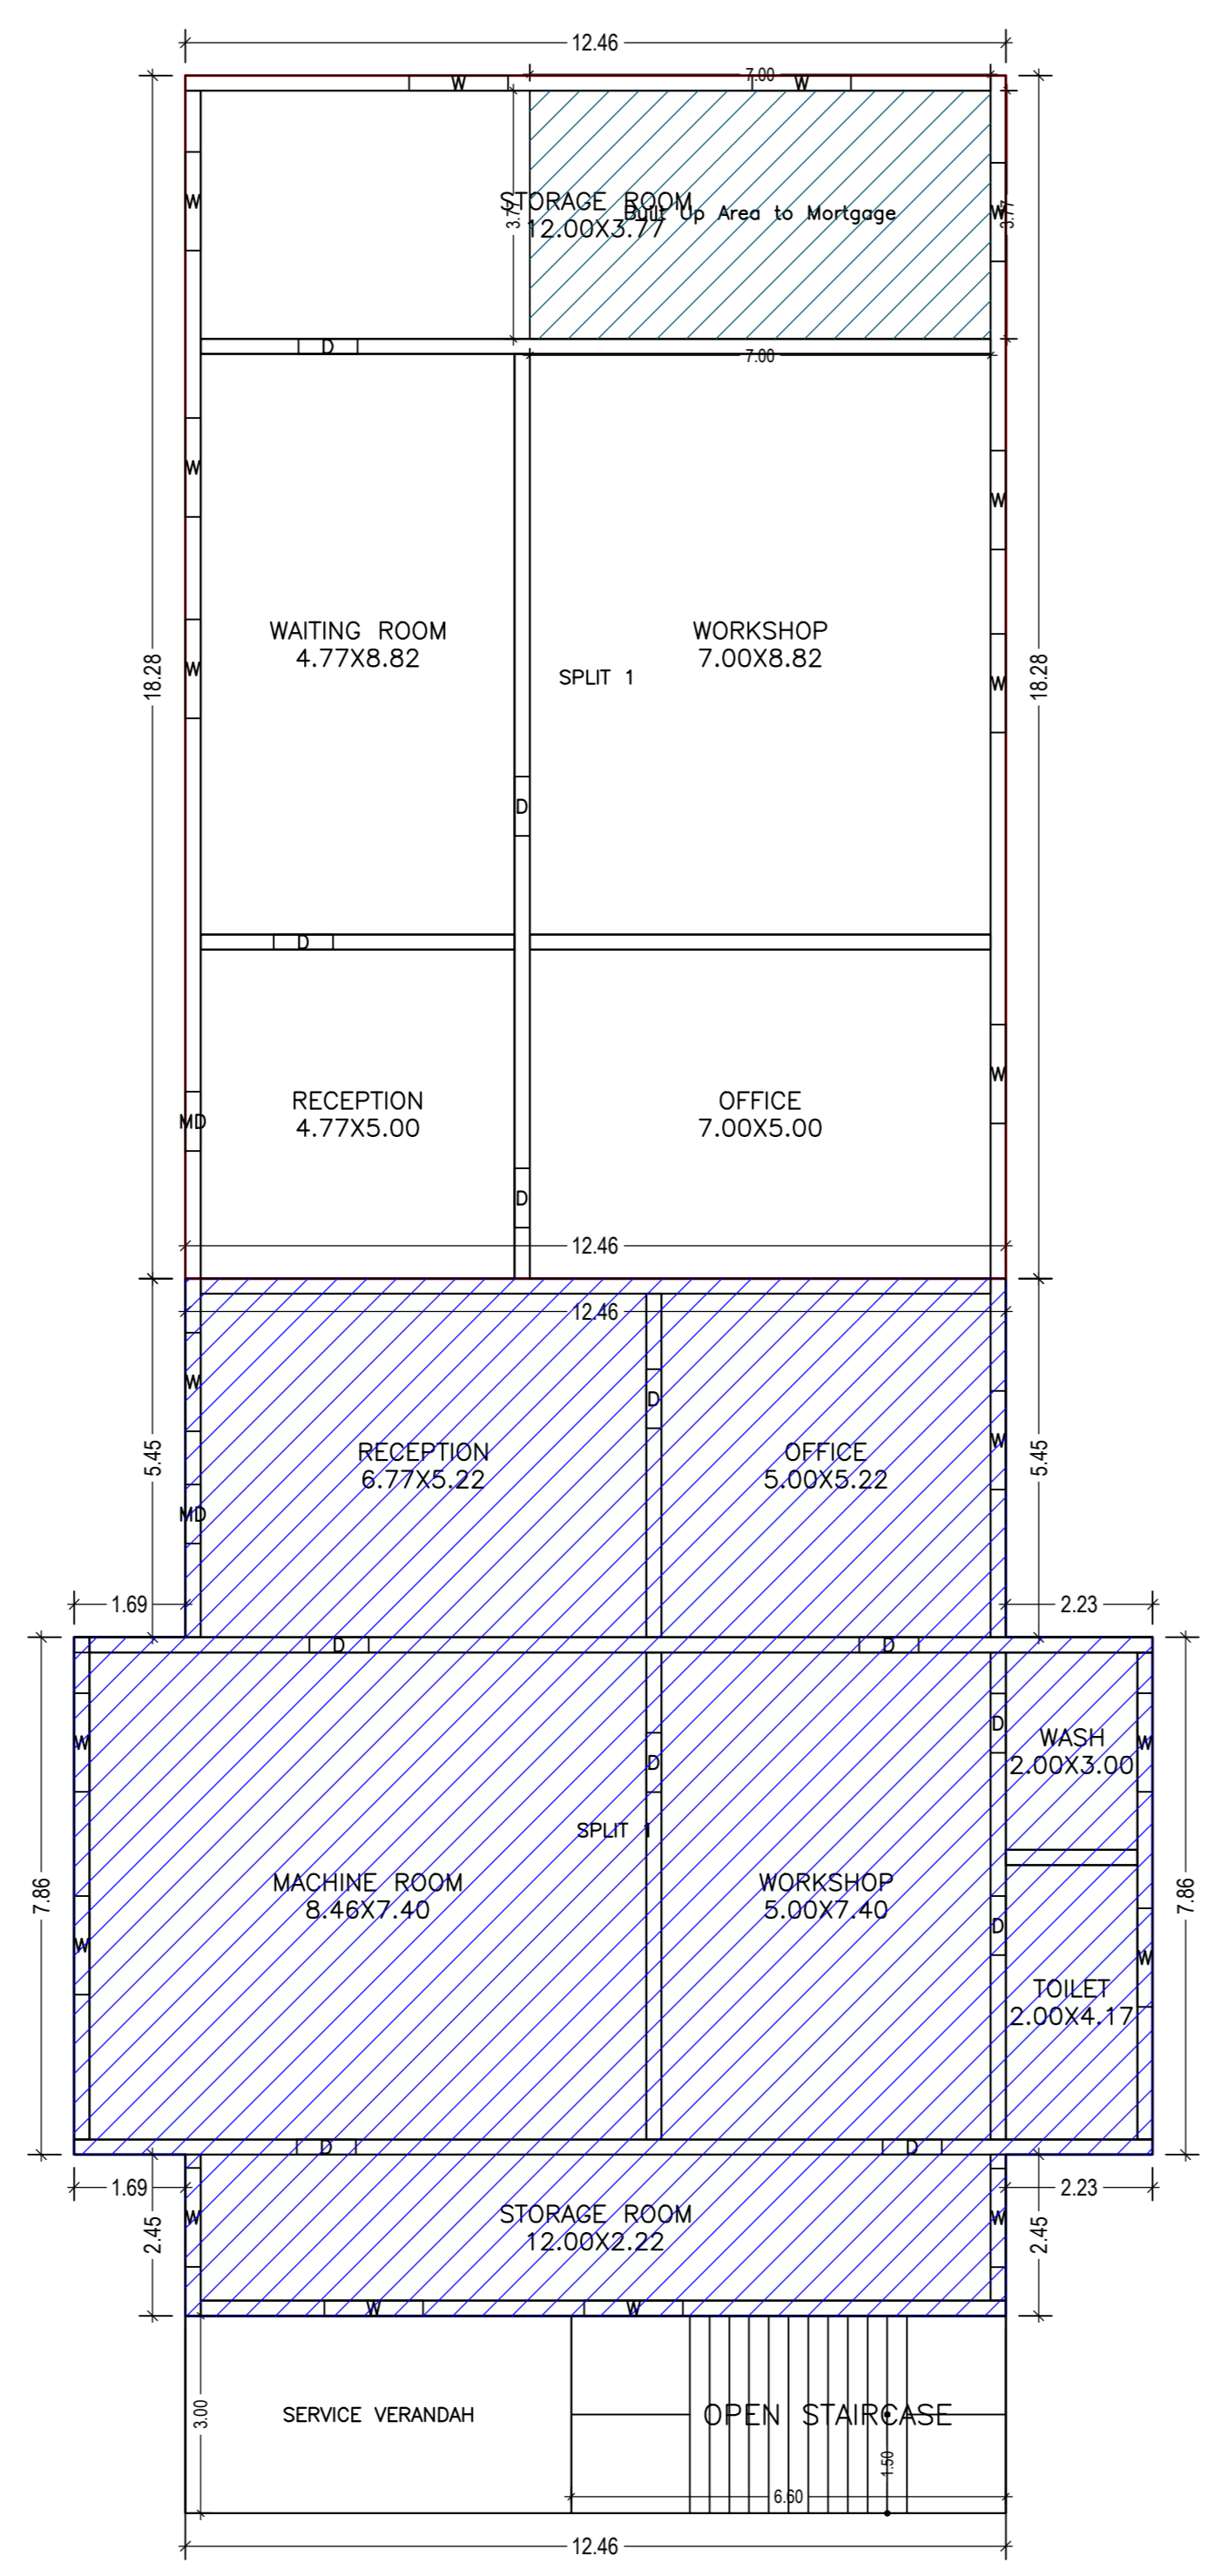 12.46
7.00
W
W
W
STORAGE ROOM
12.00X3.77
Built Up Area to Mortgage
3.77
W
3.77
D
7.00
W
W
WAITING ROOM
4.77X8.82
WORKSHOP
7.00X8.82
SPLIT 1
18.28
18.28
W
W
D
D
W
RECEPTION
4.77X5.00
OFFICE
7.00X5.00
MD
D
12.46
12.46
W
D
RECEPTION
6.77X5.22
OFFICE
5.00X5.22
W
5.45
5.45
MD
1.69
2.23
D
D
D
WASH
2.00X3.00
W
W
D
SPLIT 1
MACHINE ROOM
8.46X7.40
WORKSHOP
5.00X7.40
7.86
7.86
D
W
W
TOILET
2.00X4.17
D
D
1.69
2.23
STORAGE ROOM
12.00X2.22
W
W
2.45
2.45
W
W
3.00
SERVICE VERANDAH
OPEN STAIRCASE
1.50
6.60
12.46